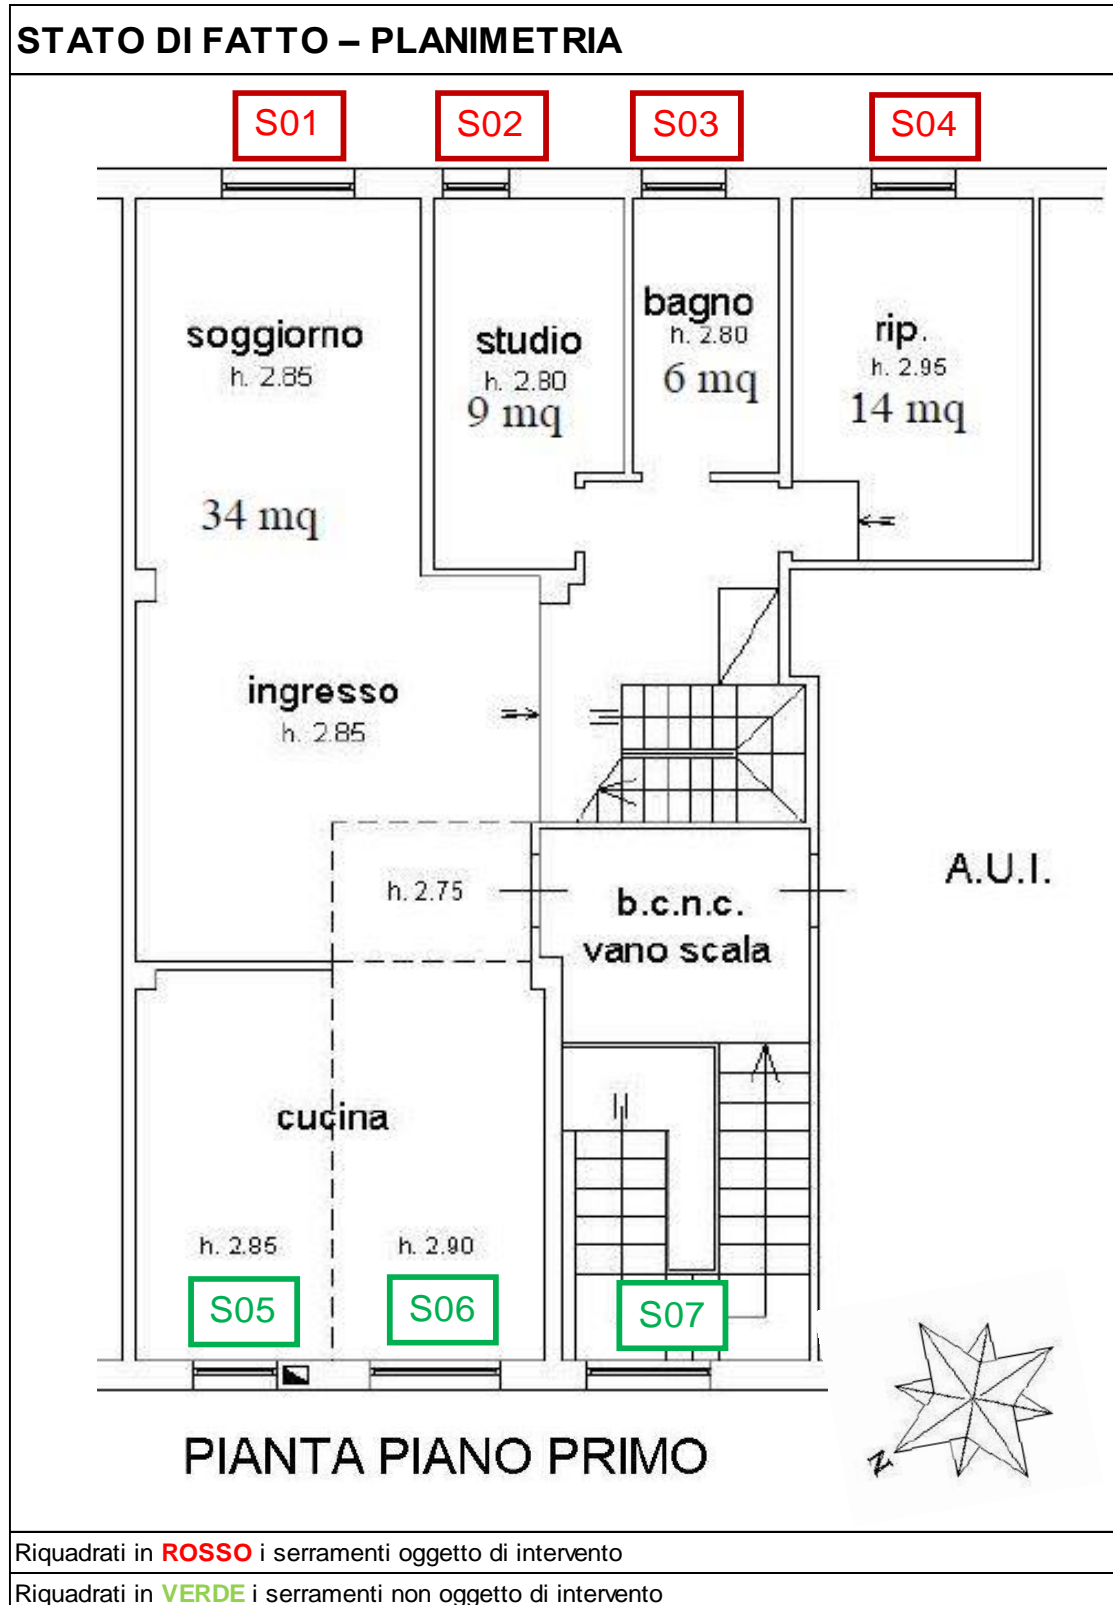 STATO DI FATTO – PLANIMETRIA
S01 S02 S03 S04
soggiorno
h. 2.85
studio
h. 2.80
9 mq
bagno
h. 2.80
6 mq
rip.
h. 2.95
14 mq
34 mq
ingresso
h. 2.85
h. 2.75
b.c.n.c.
vano scala
A.U.I.
cucina
h. 2.85
h. 2.90
S05 S06 S07
N
PIANTA PIANO PRIMO
Riquadrati in ROSSO i serramenti oggetto di intervento
Riquadrati in VERDE i serramenti non oggetto di intervento